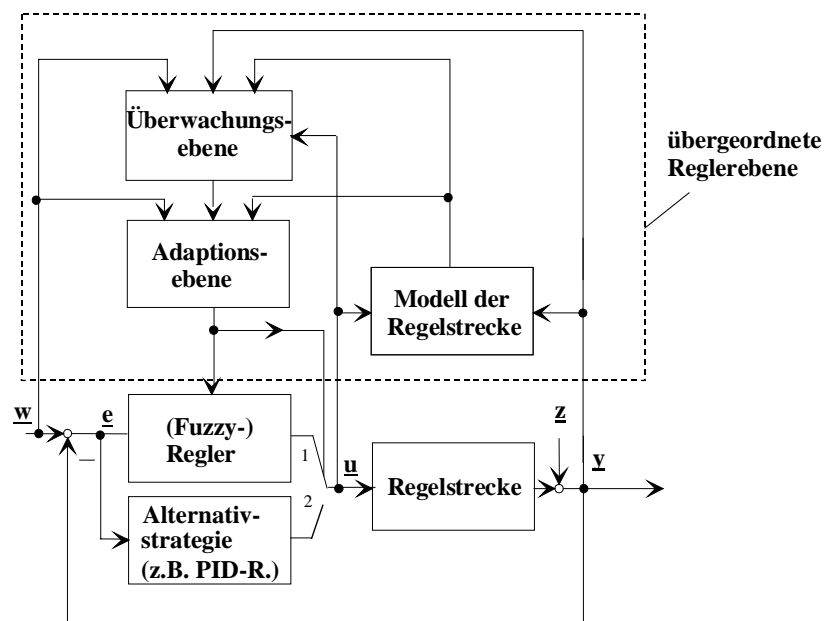 Überwachungs-
ebene
übergeordnete
Reglerebene
Adaptions-
ebene
Modell der
Regelstrecke
w
e
(Fuzzy-)
Regler
1
z
–
u
Regelstrecke
y
2
Alternativ-
strategie
(z.B. PID-R.)